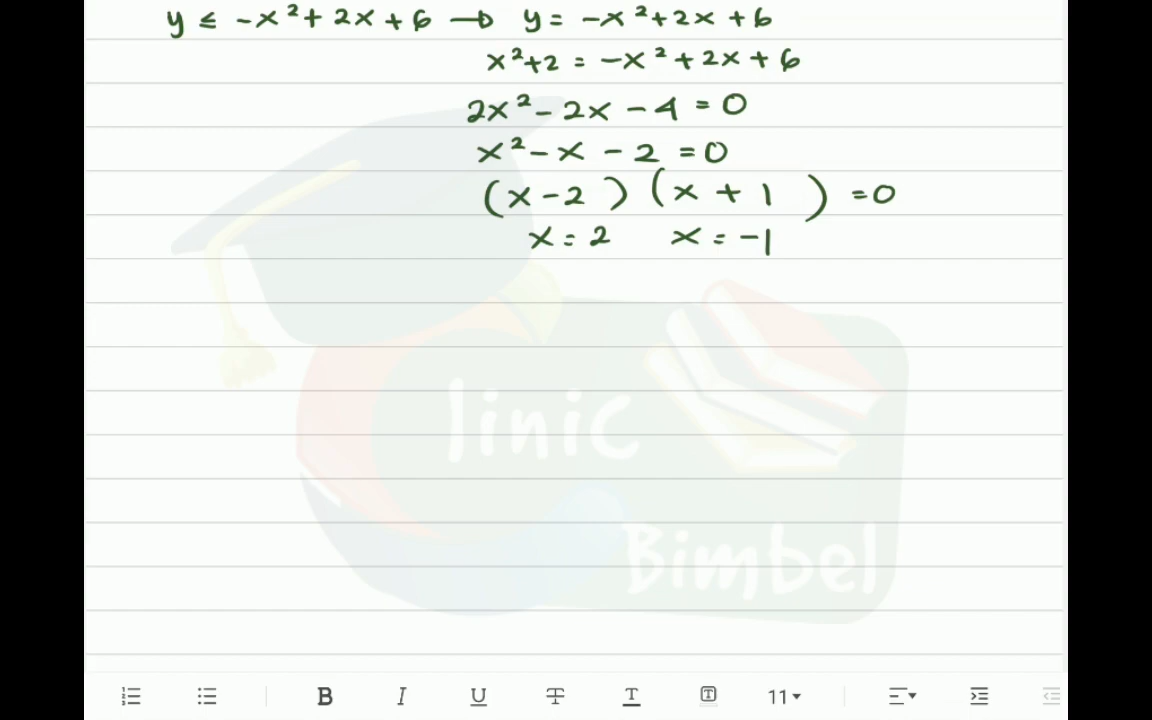 y ≤ -x²+ 2x + 6 → y = -x²+ 2x + 6
x²+2 = -x²+ 2x + 6
2x² - 2x - 4 = 0
x² - x - 2 = 0
(x - 2) (x + 1) = 0
x = 2 x = -1
linic
Bimbel
B I U T T T 11